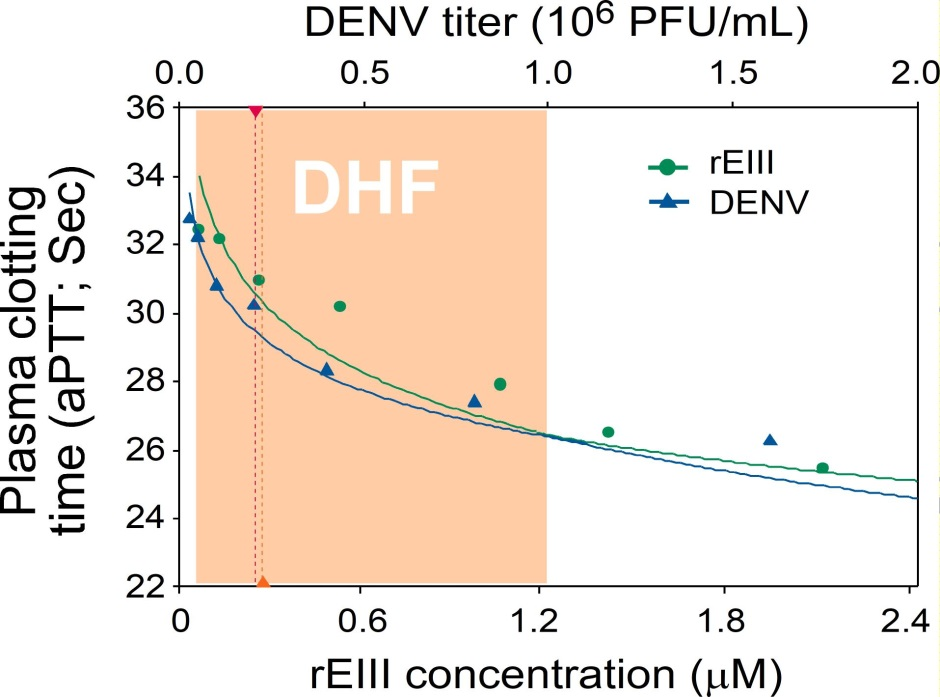 DENV titer (10⁶ PFU/mL)
0.0 0.5 1.0 1.5 2.0
Plasma clotting
time (aPTT; Sec)
36
34
32
30
28
26
24
22
DHF
rEIII
DENV
0 0.6 1.2 1.8 2.4
rEIII concentration (μM)